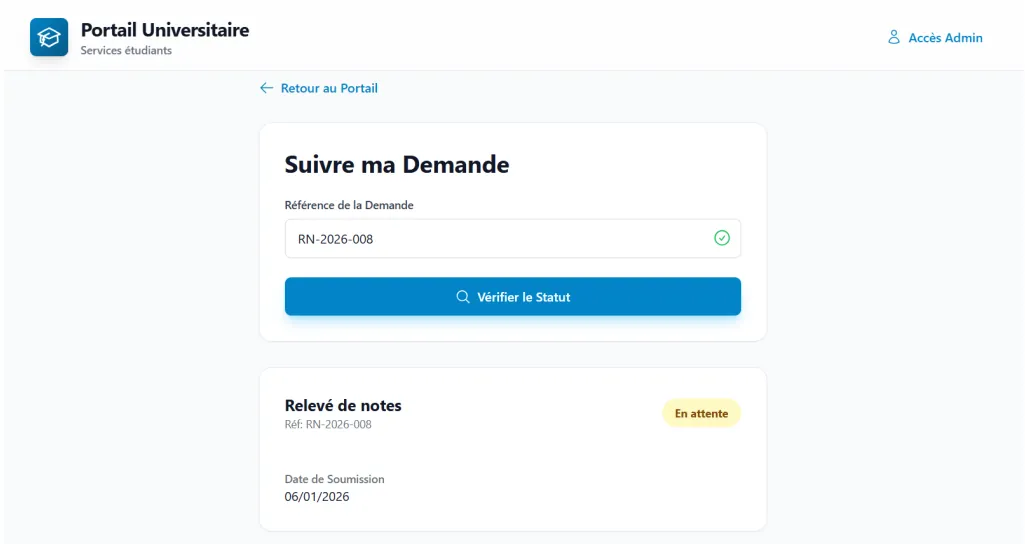 Portail Universitaire
Services étudiants
Accès Admin
Retour au Portail
Suivre ma Demande
Référence de la Demande
RN-2026-008
Vérifier le Statut
Relevé de notes
En attente
Réf: RN-2026-008
Date de Soumission
06/01/2026